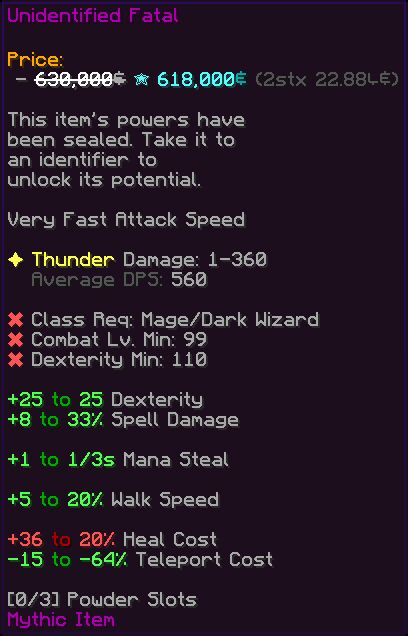 Unidentified Fatal
Price:
- 630,000² ✮ 618,000² (2stx 22.88¼²)
This item's powers have
been sealed. Take it to
an identifier to
unlock its potential.
Very Fast Attack Speed
✦ Thunder Damage: 1-360
Average DPS: 560
✖ Class Req: Mage/Dark Wizard
✖ Combat Lv. Min: 99
✖ Dexterity Min: 110
+25 to 25 Dexterity
+8 to 33% Spell Damage
+1 to 1/3s Mana Steal
+5 to 20% Walk Speed
+36 to 20% Heal Cost
-15 to -64% Teleport Cost
[0/3] Powder Slots
Mythic Item